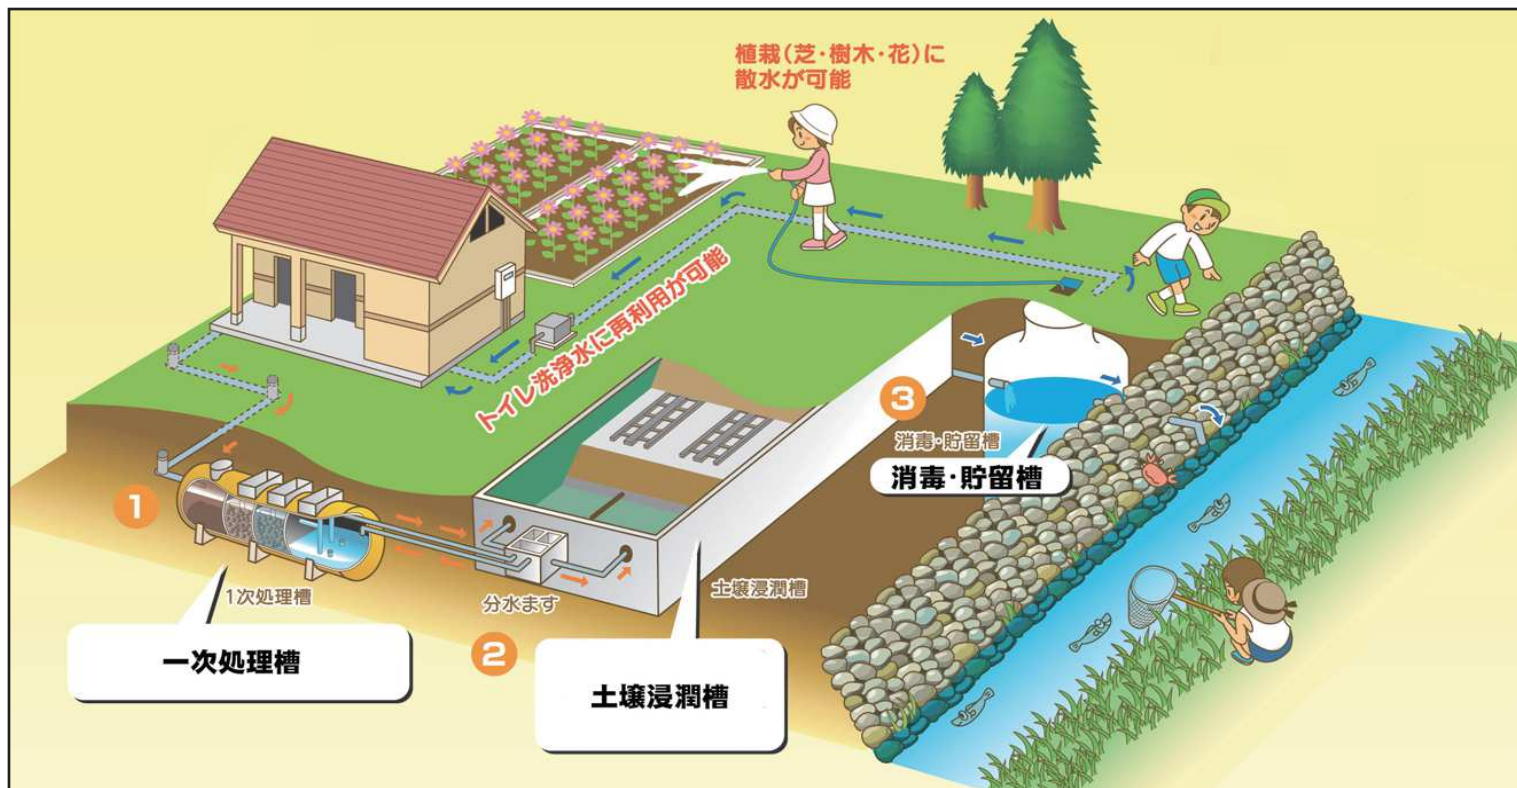 植栽(芝・樹木・花)に
散水が可能
トイレ洗浄水に再利用が可能
3
消毒・貯留槽
消毒・貯留槽
1
1次処理槽
一次処理槽
分水ます
2
土壌浸潤槽
土壌浸潤槽